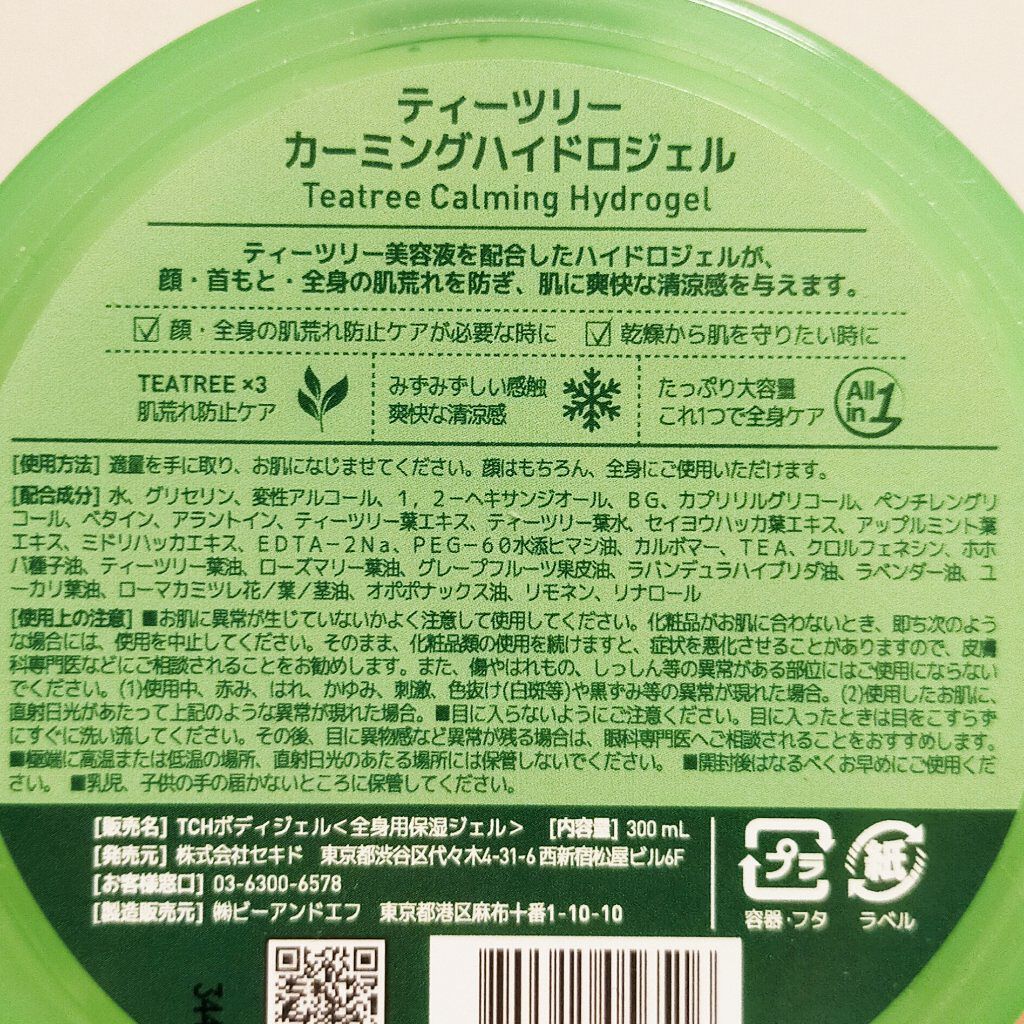 ティーツリー
カーミングハイドロジェル
Teatree Calming Hydrogel
ティーツリー美容液を配合したハイドロジェルが、
顔・首もと・全身の肌荒れを防ぎ、肌に爽快な清涼感を与えます。
顔・全身の肌荒れ防止ケアが必要な時に
乾燥から肌を守りたい時に
TEATREE ×3
肌荒れ防止ケア
みずみずしい感触
爽快な清涼感
たっぷり大容量
これ1つで全身ケア
All in 1
[使用方法] 適量を手に取り、お肌になじませてください。顔はもちろん、全身にご使用いただけます。
[配合成分] 水、グリセリン、変性アルコール、1，2－ヘキサンジオール、BG、カプリリルグリコール、ペンチレングリ
コール、ベタイン、アラントイン、ティーツリー葉エキス、ティーツリー葉水、セイヨウハッカ葉エキス、アップルミント葉
エキス、ミドリハッカエキス、EDTA－2Na、PEG－60水添ヒマシ油、カルボマー、TEA、クロルフェネシン、ホホ
バ種子油、ティーツリー葉油、ローズマリー葉油、グレープフルーツ果皮油、ラバンデュラハイブリダ油、ラベンダー油、ユ
ーカリ葉油、ローマカミツレ花／葉／茎油、オポポナックス油、リモネン、リナロール
[使用上の注意] ■お肌に異常が生じていないかよく注意して使用してください。化粧品がお肌に合わないとき、即ち次のよう
な場合には、使用を中止してください。そのまま、化粧品類の使用を続けますと、症状を悪化させることがありますので、皮膚
科専門医などにご相談されることをお勧めします。また、傷やはれもの、しっしん等の異常がある部位にはご使用にならない
でください。(1)使用中、赤み、はれ、かゆみ、刺激、色抜け(白斑等)や黒ずみ等の異常が現れた場合。(2)使用したお肌に、
直射日光があたって上記のような異常が現れた場合。■目に入らないようにご注意ください。目に入ったときは目をこすらず
にすぐに洗い流してください。その後、目に異物感など異常が残る場合は、眼科専門医へご相談されることをおすすめします。
■極端に高温または低温の場所、直射日光のあたる場所には保管しないでください。 ■開封後はなるべくお早めにご使用くだ
さい。 ■乳児、子供の手の届かないところに保管してください。
[販売名] TCHボディジェル＜全身用保湿ジェル＞ [内容量] 300 mL
[発売元] 株式会社セキド 東京都渋谷区代々木4-31-6 西新宿松屋ビル6F
[お客様窓口] 03-6300-6578
[製造販売元] ㈱ビーアンドエフ 東京都港区麻布十番1-10-10
プラ
容器・フタ
紙
ラベル